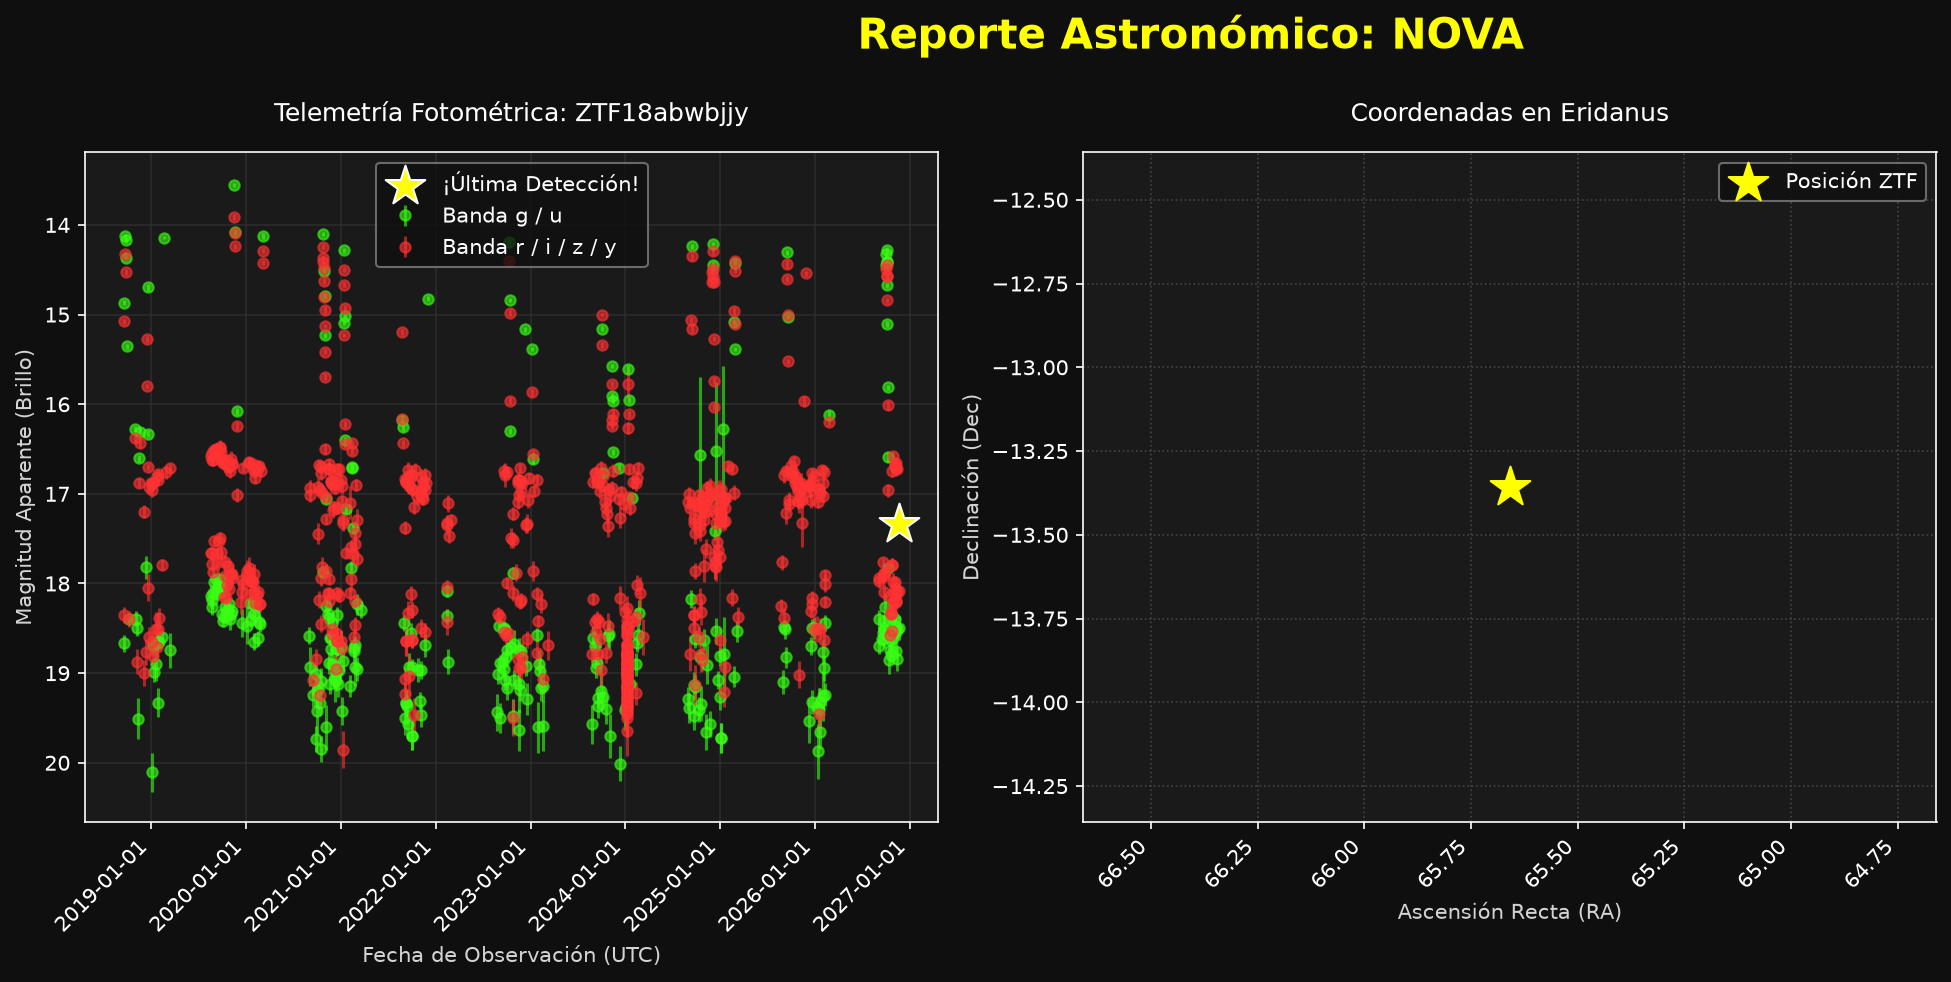 Reporte Astronómico: NOVA
Telemetría Fotométrica: ZTF18abwbjjy
¡Última Detección!
Banda g / u
Banda r / i / z / y
14
15
16
17
18
19
20
Magnitud Aparente (Brillo)
2019-01-01
2020-01-01
2021-01-01
2022-01-01
2023-01-01
2024-01-01
2025-01-01
2026-01-01
2027-01-01
Fecha de Observación (UTC)
Coordenadas en Eridanus
Posición ZTF
−12.50
−12.75
−13.00
−13.25
−13.50
−13.75
−14.00
−14.25
Declinación (Dec)
66.50
66.25
66.00
65.75
65.50
65.25
65.00
64.75
Ascensión Recta (RA)